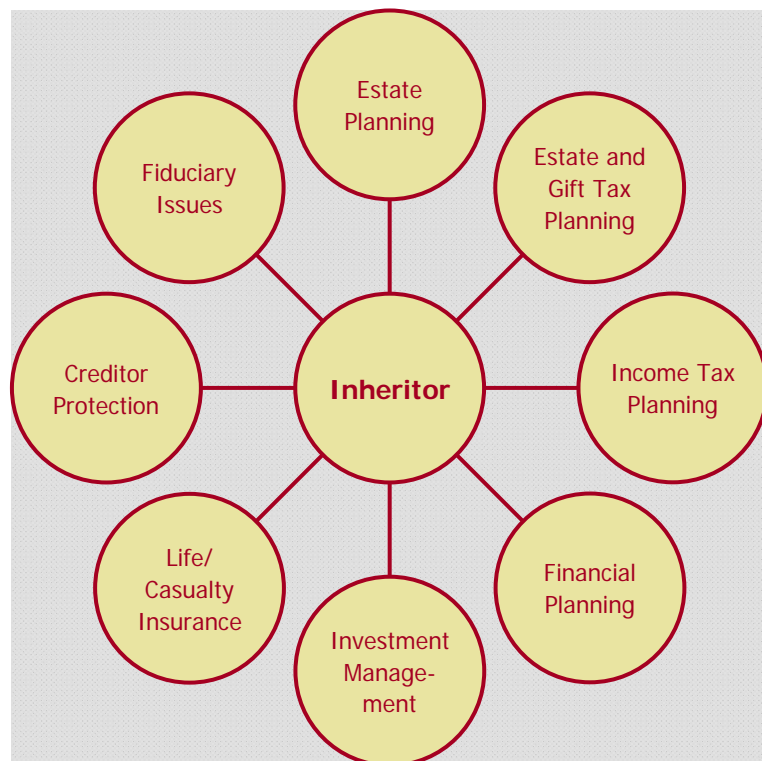 Estate
Planning
Estate and
Gift Tax
Planning
Income Tax
Planning
Financial
Planning
Investment
Manage-
ment
Life/
Casualty
Insurance
Creditor
Protection
Fiduciary
Issues
Inheritor